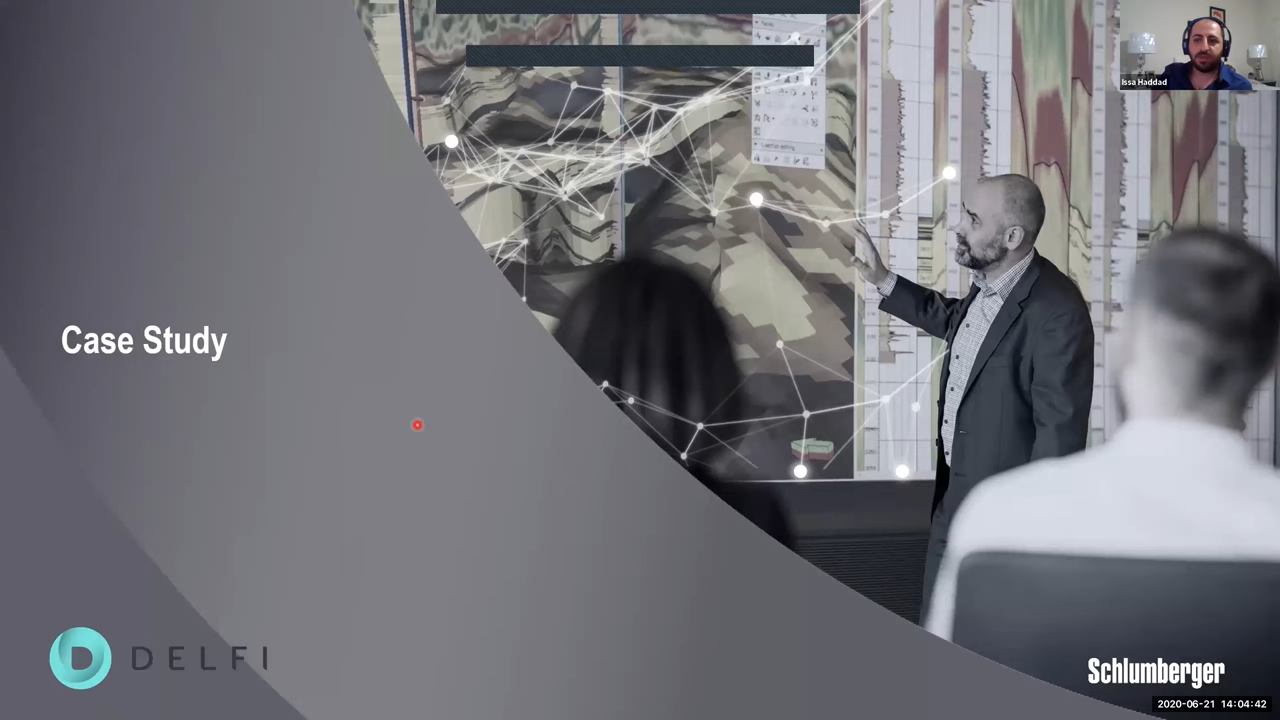 Issa Haddad
Case Study
DELFI
Schlumberger
2020-06-21 14:04:42